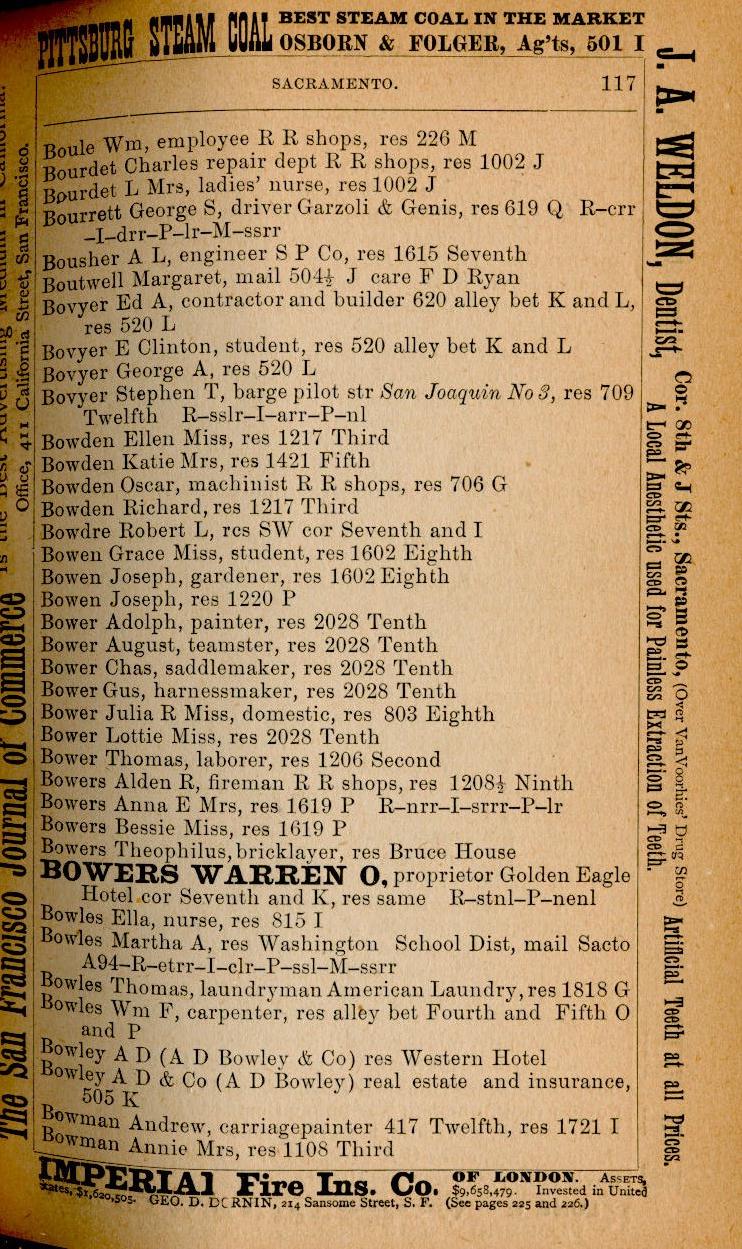 PITTSBURG STEAM COAL BEST STEAM COAL IN THE MARKET
OSBORN & FOLGER, Ag'ts, 501 I
SACRAMENTO. 117
Boule Wm, employee R R shops, res 226 M
Bourdet Charles repair dept R R shops, res 1002 J
Bourdet L Mrs, ladies' nurse, res 1002 J
Bourrett George S, driver Garzoli & Genis, res 619 Q R–crr
–I–drr–P–lr–M–ssrr
Bousher A L, engineer S P Co, res 1615 Seventh
Boutwell Margaret, mail 504½ J care F D Ryan
Bovyer Ed A, contractor and builder 620 alley bet K and L,
res 520 L
Bovyer E Clinton, student, res 520 alley bet K and L
Bovyer George A, res 520 L
Bovyer Stephen T, barge pilot str San Joaquin No 3, res 709
Twelfth R–sslr–I–arr–P–nl
Bowden Ellen Miss, res 1217 Third
Bowden Katie Mrs, res 1421 Fifth
Bowden Oscar, machinist R R shops, res 706 G
Bowden Richard, res 1217 Third
Bowdre Robert L, res SW cor Seventh and I
Bowen Grace Miss, student, res 1602 Eighth
Bowen Joseph, gardener, res 1602 Eighth
Bowen Joseph, res 1220 P
Bower Adolph, painter, res 2028 Tenth
Bower August, teamster, res 2028 Tenth
Bower Chas, saddlemaker, res 2028 Tenth
Bower Gus, harnessmaker, res 2028 Tenth
Bower Julia R Miss, domestic, res 803 Eighth
Bower Lottie Miss, res 2028 Tenth
Bower Thomas, laborer, res 1206 Second
Bowers Alden R, fireman R R shops, res 1208½ Ninth
Bowers Anna E Mrs, res 1619 P R–nrr–I–srrr–P–lr
Bowers Bessie Miss, res 1619 P
Bowers Theophilus, bricklayer, res Bruce House
BOWERS WARREN O, proprietor Golden Eagle
Hotel cor Seventh and K, res same R–stnl–P–nenl
Bowles Ella, nurse, res 815 I
Bowles Martha A, res Washington School Dist, mail Sacto
A94–R–etrr–I–clr–P–ssl–M–ssrr
Bowles Thomas, laundryman American Laundry, res 1818 G
Bowles Wm F, carpenter, res alley bet Fourth and Fifth O
and P
Bowley A D (A D Bowley & Co) res Western Hotel
Bowley A D & Co (A D Bowley) real estate and insurance,
505 K
Bowman Andrew, carriagepainter 417 Twelfth, res 1721 I
Bowman Annie Mrs, res 1108 Third
IMPERIAl Fire Ins. Co. OF LONDON. ASSETS,
$9,658,479. Invested in United
States, $1,620,505. GEO. D. DORNIN, 214 Sansome Street, S. F. (See pages 225 and 226.)
J. A. WELDON, Dentist, Cor. 8th & J Sts., Sacramento, (Over VanVoorhies' Drug Store) Artificial Teeth at all Prices.
A Local Anesthetic used for Painless Extraction of Teeth.
The San Francisco Journal of Commerce is the Best Advertising Medium in California.
Office, 411 California Street, San Francisco.